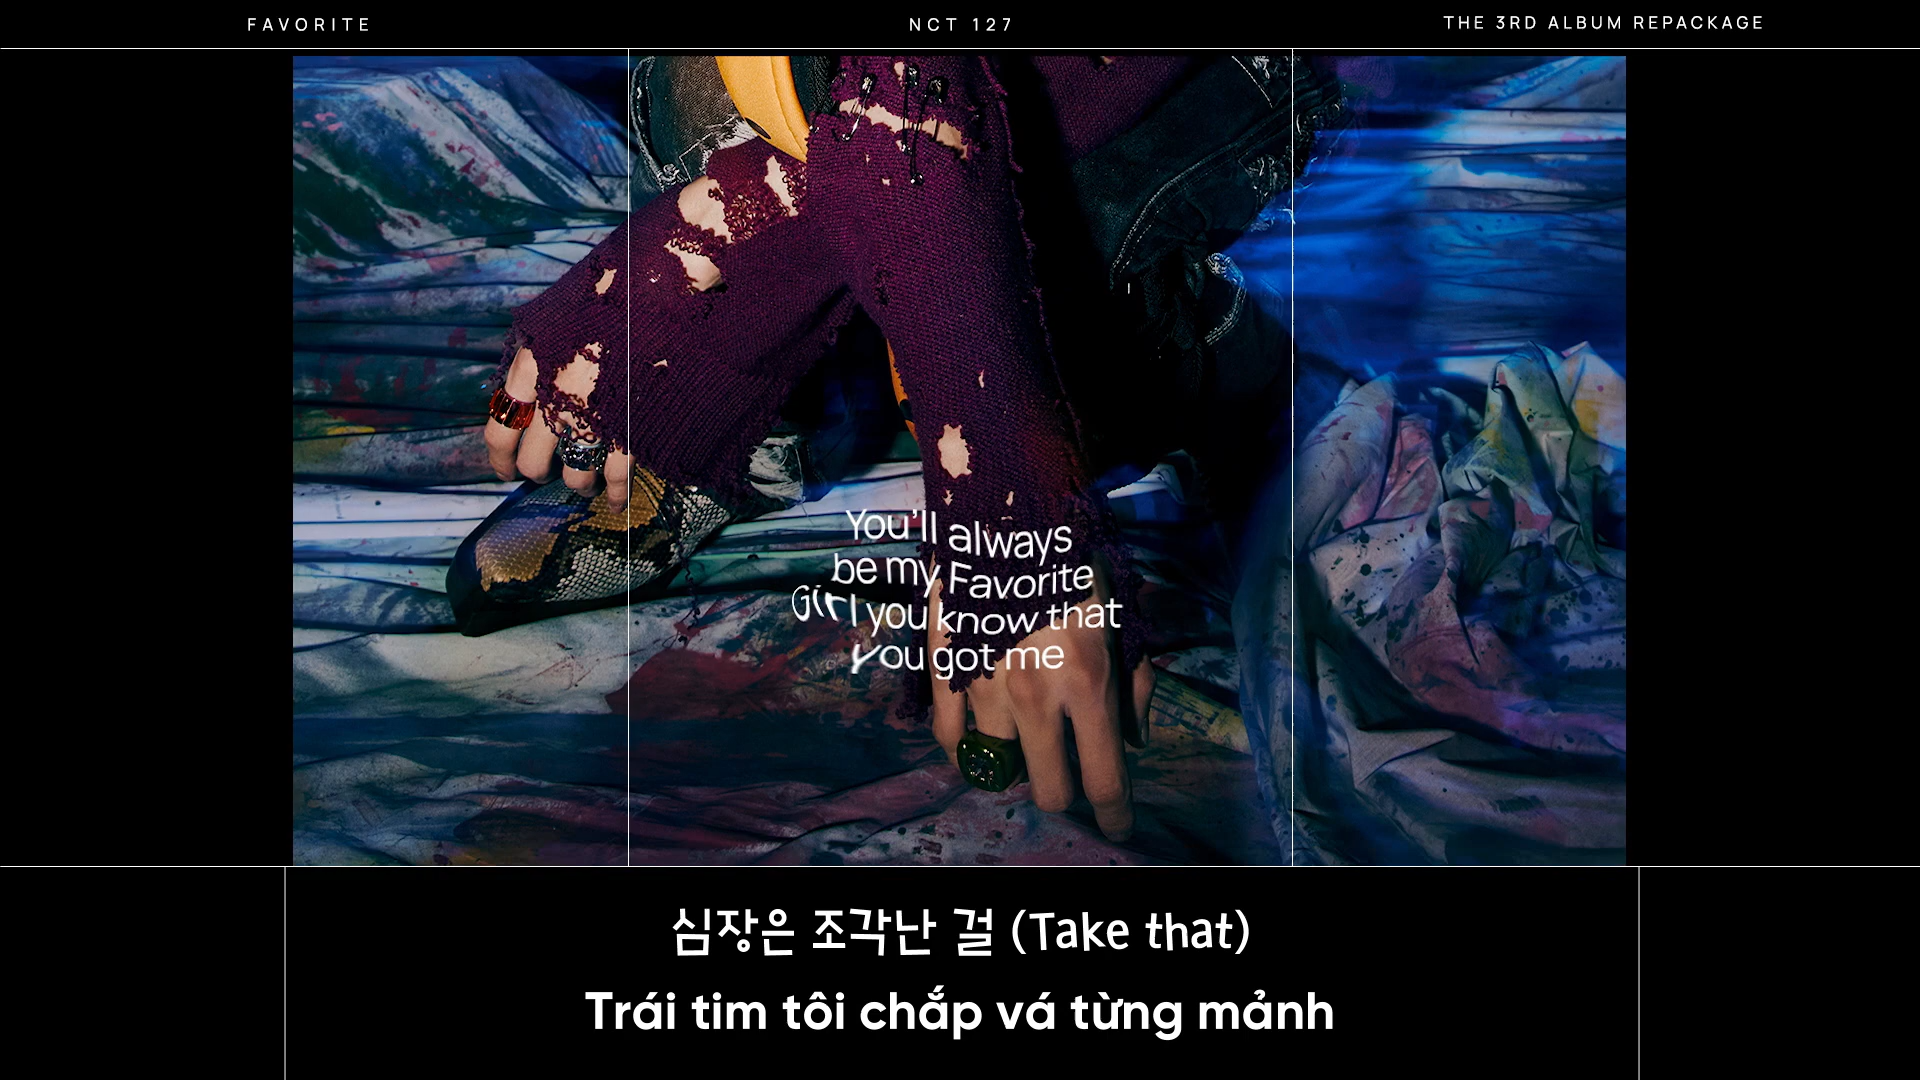 FAVORITE
NCT 127
THE 3RD ALBUM REPACKAGE
You'll always
be my Favorite
Girl you know that
you got me
심장은 조각난 걸 (Take that)
Trái tim tôi chắp vá từng mảnh